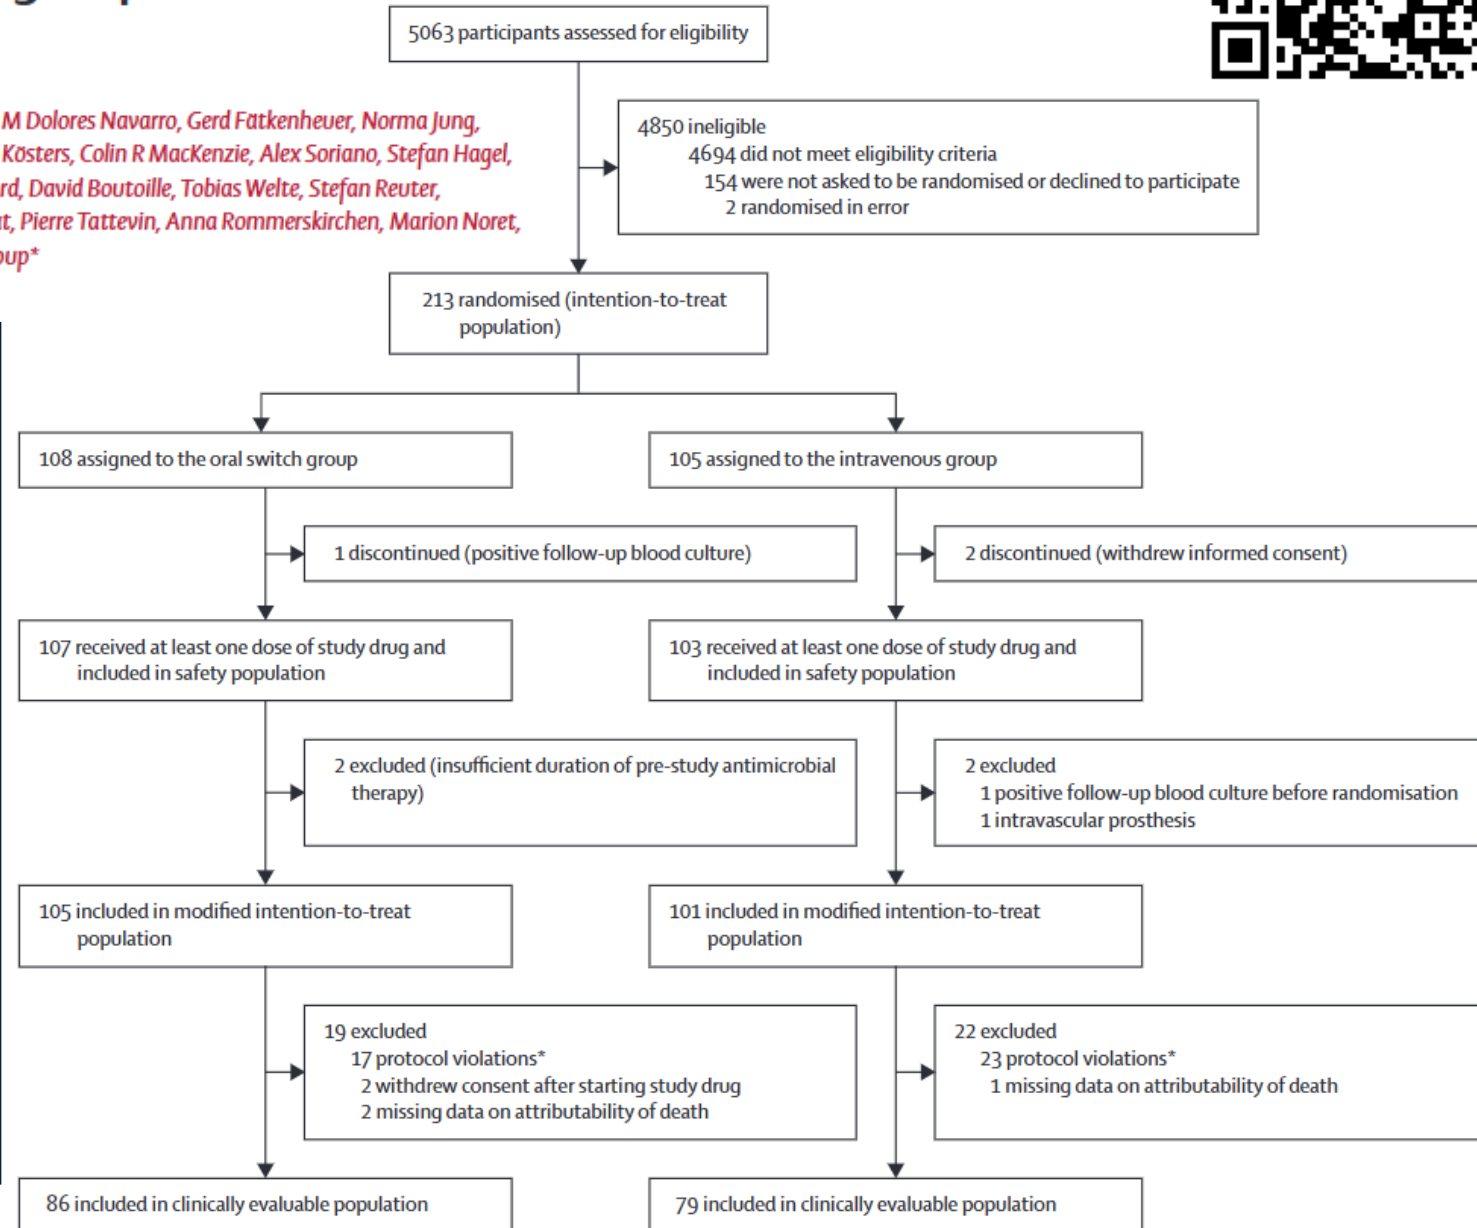 5063 participants assessed for eligibility
M Dolores Navarro, Gerd Fätkenheuer, Norma Jung,
Kösters, Colin R MacKenzie, Alex Soriano, Stefan Hagel,
rd, David Boutoille, Tobias Welte, Stefan Reuter,
t, Pierre Tattevin, Anna Rommerskirchen, Marion Noret,
oup*
4850 ineligible
4694 did not meet eligibility criteria
154 were not asked to be randomised or declined to participate
2 randomised in error
213 randomised (intention-to-treat
population)
108 assigned to the oral switch group
105 assigned to the intravenous group
1 discontinued (positive follow-up blood culture)
2 discontinued (withdrew informed consent)
107 received at least one dose of study drug and
included in safety population
103 received at least one dose of study drug and
included in safety population
2 excluded (insufficient duration of pre-study antimicrobial
therapy)
2 excluded
1 positive follow-up blood culture before randomisation
1 intravascular prosthesis
105 included in modified intention-to-treat
population
101 included in modified intention-to-treat
population
19 excluded
17 protocol violations*
2 withdrew consent after starting study drug
2 missing data on attributability of death
22 excluded
23 protocol violations*
1 missing data on attributability of death
86 included in clinically evaluable population
79 included in clinically evaluable population